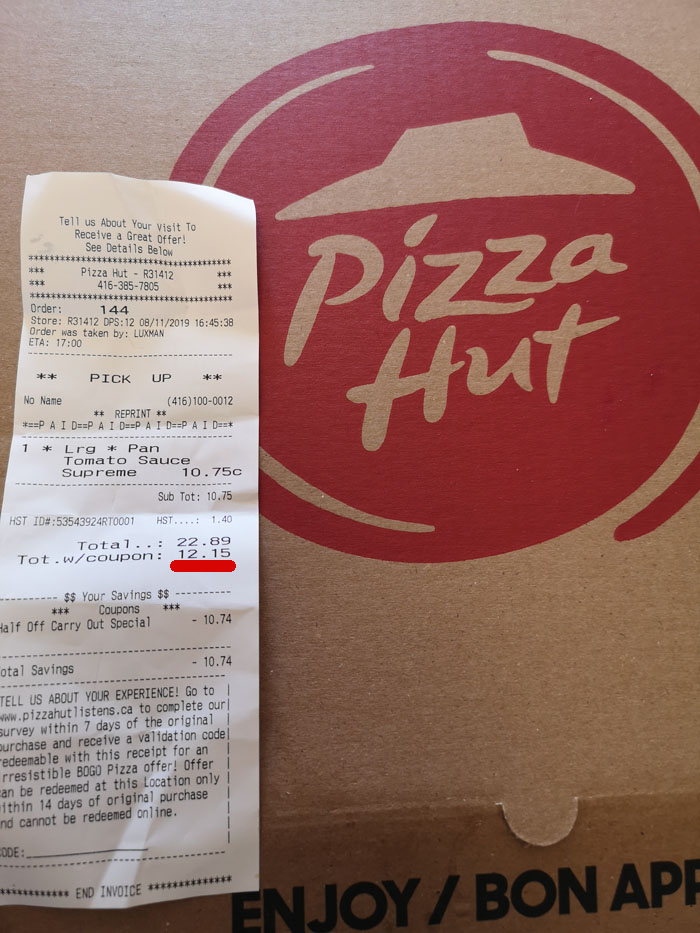 Tell us About Your Visit To
Receive a Great Offer!
See Details Below
*** Pizza Hut - R31412 ***
*** 416-385-7805 ***
Order: 144
Store: R31412 DPS:12 08/11/2019 16:45:38
Order was taken by: LUXMAN
ETA: 17:00
** PICK UP **
No Name (416)100-0012
** REPRINT **
*==P A I D==P A I D==P A I D==P A I D==*
1 * Lrg * Pan
Tomato Sauce
Supreme 10.75c
Sub Tot: 10.75
HST ID#:53543924RT0001 HST....: 1.40
Total..: 22.89
Tot.w/coupon: 12.15
$$ Your Savings $$
*** Coupons ***
Half Off Carry Out Special - 10.74
otal Savings - 10.74
TELL US ABOUT YOUR EXPERIENCE! Go to
www.pizzahutlistens.ca to complete our
survey within 7 days of the original
purchase and receive a validation code
redeemable with this receipt for an
rresistible BOGO Pizza offer! Offer
can be redeemed at this Location only
ithin 14 days of original purchase
nd cannot be redeemed online.
ODE:
END INVOICE
Pizza
Hut
ENJOY / BON APP